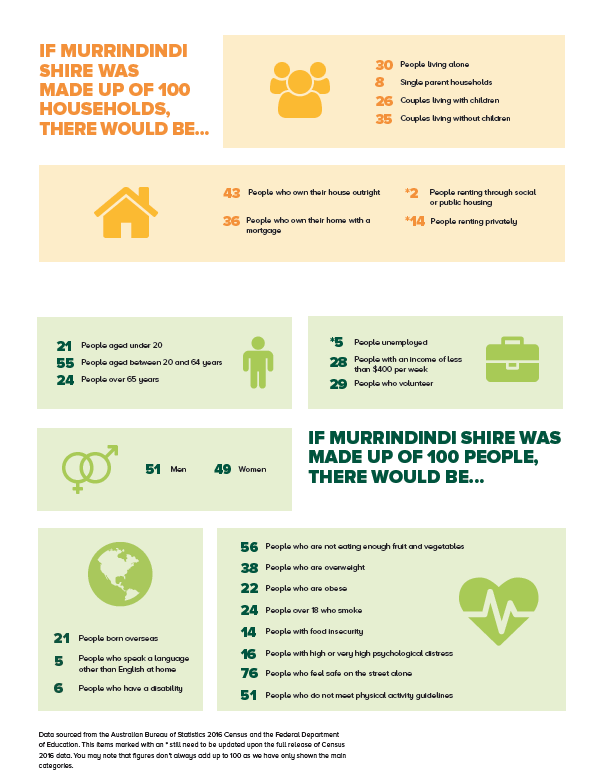 IF MURRINDINDI
SHIRE WAS
MADE UP OF 100
HOUSEHOLDS,
THERE WOULD BE...
30 People living alone
8 Single parent households
26 Couples living with children
35 Couples living without children
43 People who own their house outright
36 People who own their home with a
mortgage
*2 People renting through social
or public housing
*14 People renting privately
21 People aged under 20
55 People aged between 20 and 64 years
24 People over 65 years
*5 People unemployed
28 People with an income of less
than $400 per week
29 People who volunteer
51 Men 49 Women
IF MURRINDINDI SHIRE WAS
MADE UP OF 100 PEOPLE,
THERE WOULD BE...
21 People born overseas
5 People who speak a language
other than English at home
6 People who have a disability
56 People who are not eating enough fruit and vegetables
38 People who are overweight
22 People who are obese
24 People over 18 who smoke
14 People with food insecurity
16 People with high or very high psychological distress
76 People who feel safe on the street alone
51 People who do not meet physical activity guidelines
Data sourced from the Australian Bureau of Statistics 2016 Census and the Federal Department
of Education. This items marked with an * still need to be updated upon the full release of Census
2016 data. You may note that figures don't always add up to 100 as we have only shown the main
categories.